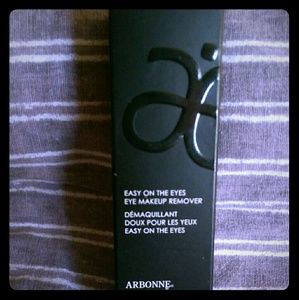 EASY ON THE EYES
EYE MAKEUP REMOVER
DÉMAQUILLANT
DOUX POUR LES YEUX
EASY ON THE EYES
ARBONNE